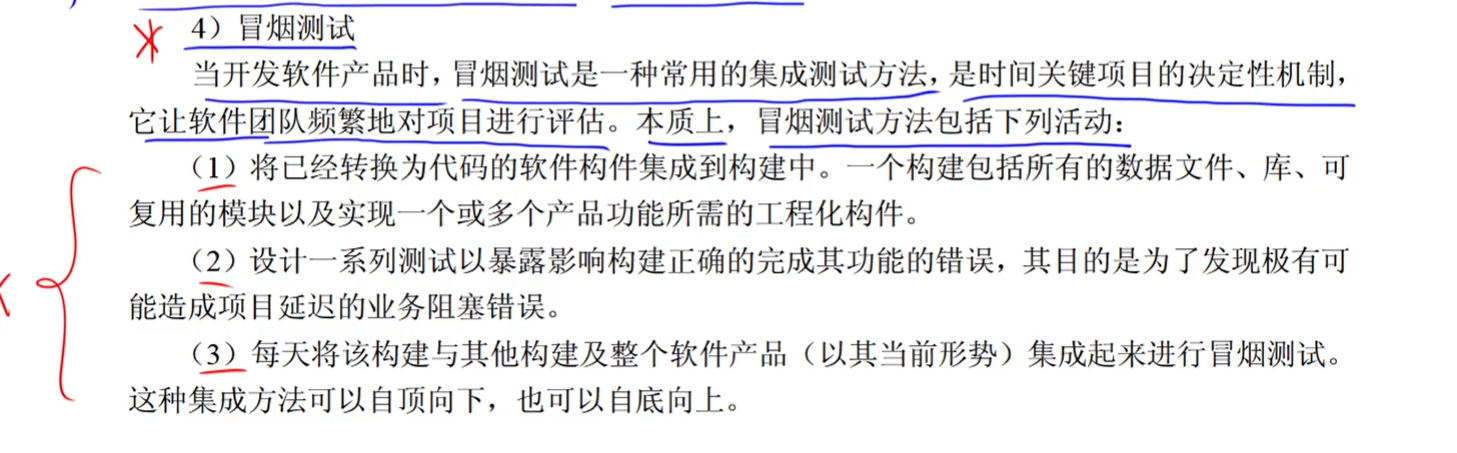 4）冒烟测试
当开发软件产品时，冒烟测试是一种常用的集成测试方法，是时间关键项目的决定性机制，
它让软件团队频繁地对项目进行评估。本质上，冒烟测试方法包括下列活动：
（1）将已经转换为代码的软件构件集成到构建中。一个构建包括所有的数据文件、库、可
复用的模块以及实现一个或多个产品功能所需的工程化构件。
（2）设计一系列测试以暴露影响构建正确的完成其功能的错误，其目的是为了发现极有可
能造成项目延迟的业务阻塞错误。
（3）每天将该构建与其他构建及整个软件产品（以其当前形势）集成起来进行冒烟测试。
这种集成方法可以自顶向下，也可以自底向上。